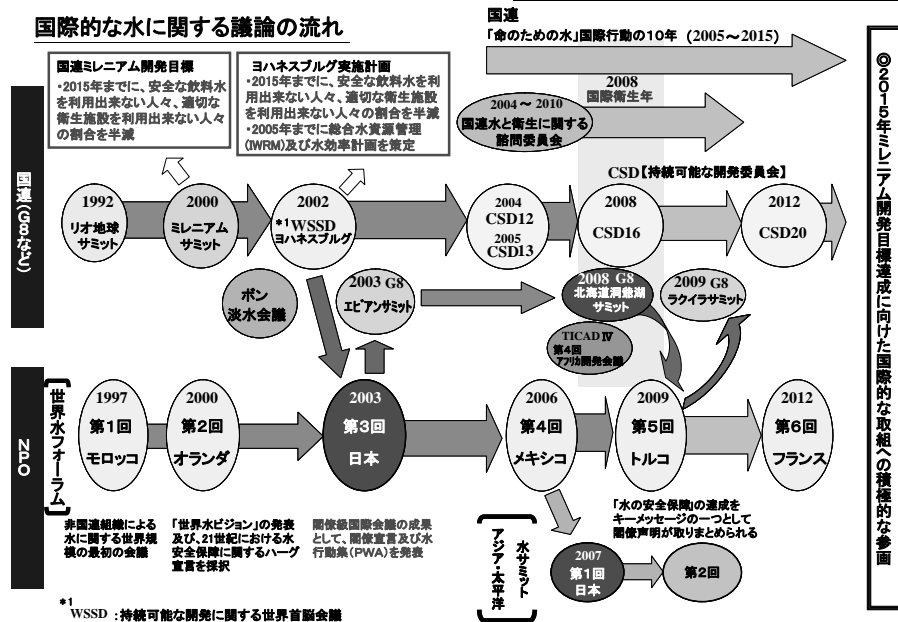 国際的な水に関する議論の流れ
国連
「命のための水」国際行動の10年 (2005～2015)
国連ミレニアム開発目標
・2015年までに、安全な飲料水
を利用出来ない人々、適切な
衛生施設を利用出来ない人々
の割合を半減
ヨハネスブルグ実施計画
・2015年までに、安全な飲料水を利
用出来ない人々、適切な衛生施設
を利用出来ない人々の割合を半減
・2005年までに総合水資源管理
(IWRM)及び水効率計画を策定
2008
国際衛生年
2004 ～ 2010
国連水と衛生に関する
諮問委員会
CSD【持続可能な開発委員会】
国連(G8など)
1992
リオ地球
サミット
2000
ミレニアム
サミット
2002
*1 WSSD
ヨハネスブルグ
2004
CSD12
2005
CSD13
2008
CSD16
2012
CSD20
ボン
淡水会議
2003 G8
エビアンサミット
2008 G8
北海道洞爺湖
サミット
2009 G8
ラクイラサミット
TICAD Ⅳ
第4回
アフリカ開発会議
NPO
世界水フォーラム
1997
第1回
モロッコ
2000
第2回
オランダ
2003
第3回
日本
2006
第4回
メキシコ
2009
第5回
トルコ
2012
第6回
フランス
非国連組織による
水に関する世界規
模の最初の会議
「世界水ビジョン」の発表
及び、21世紀における水
安全保障に関するハーグ
宣言を採択
閣僚級国際会議の成果
として、閣僚宣言及び水
行動集(PWA)を発表
「水の安全保障」の達成を
キーメッセージの一つとして
閣僚声明が取りまとめられる
水サミット
アジア・太平洋
2007
第1回
日本
第2回
*1
WSSD ：持続可能な開発に関する世界首脳会議
◎2015年ミレニアム開発目標達成に向けた国際的な取組への積極的な参画